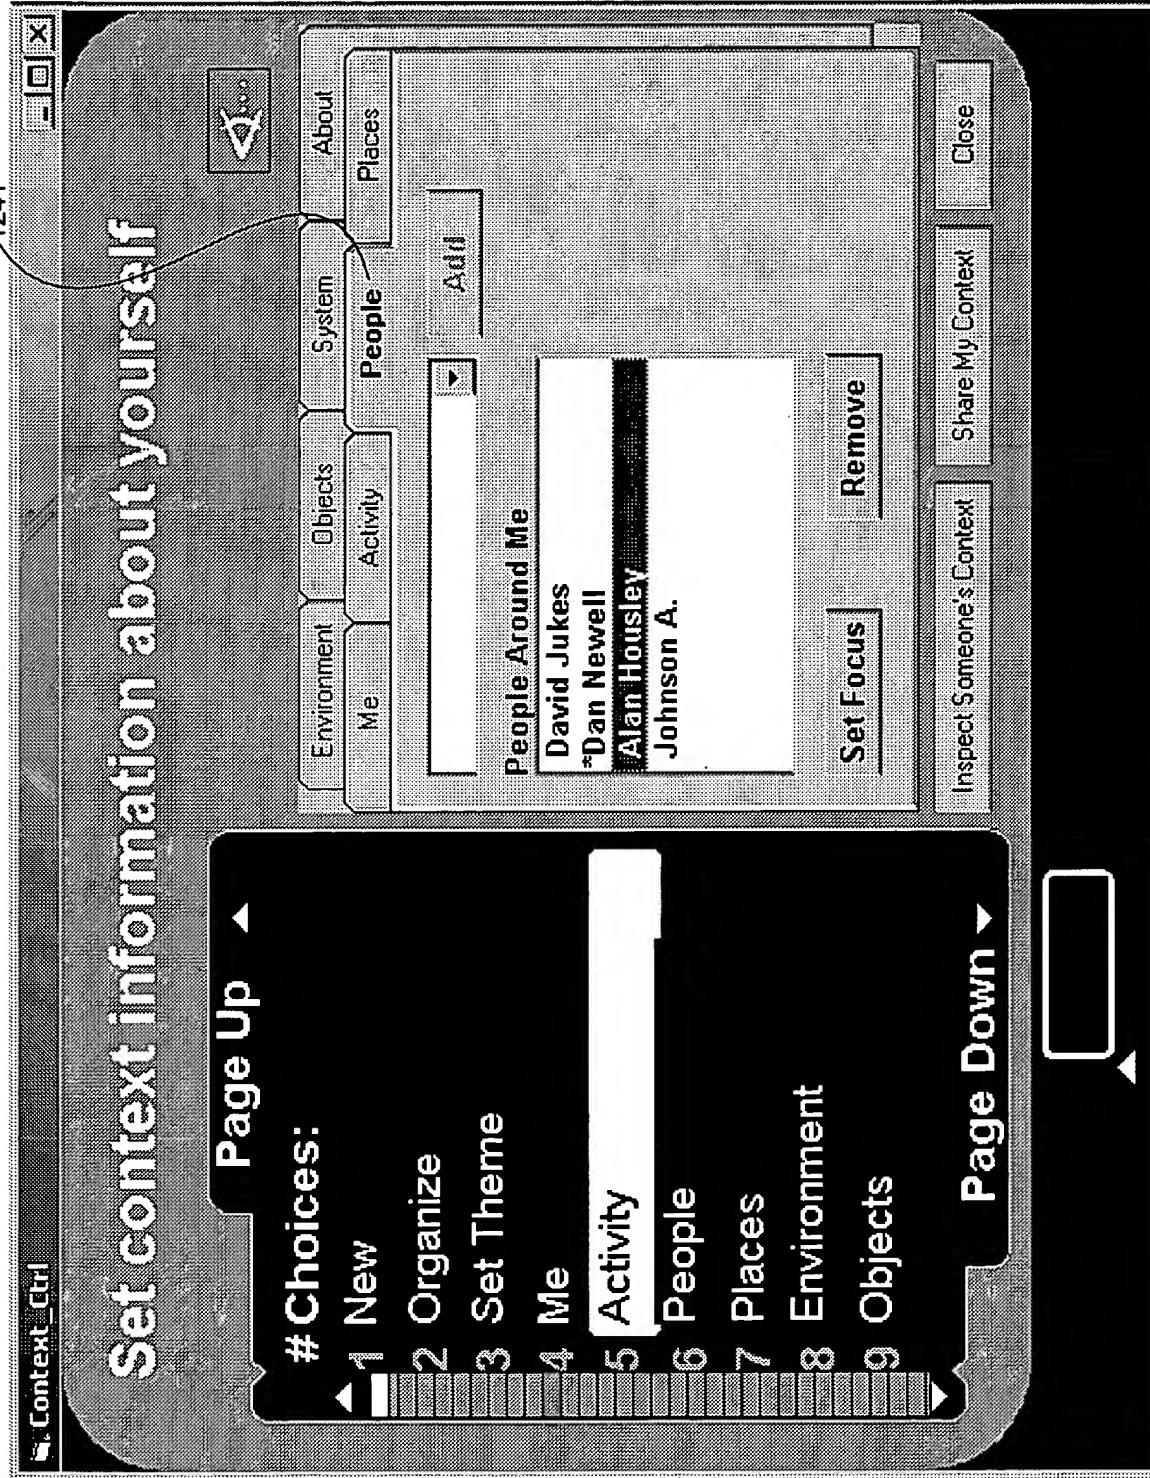 1241
Context_Ctrl
Set context information about yourself
Page Up
# Choices:
1 New
2 Organize
3 Set Theme
4 Me
5 Activity
6 People
7 Places
8 Environment
9 Objects
Page Down
Environment Objects System About
Me Activity People Places
Add
People Around Me
David Jukes
*Dan Newell
Alan Housley
Johnson A.
Set Focus Remove
Inspect Someone's Context Share My Context Close